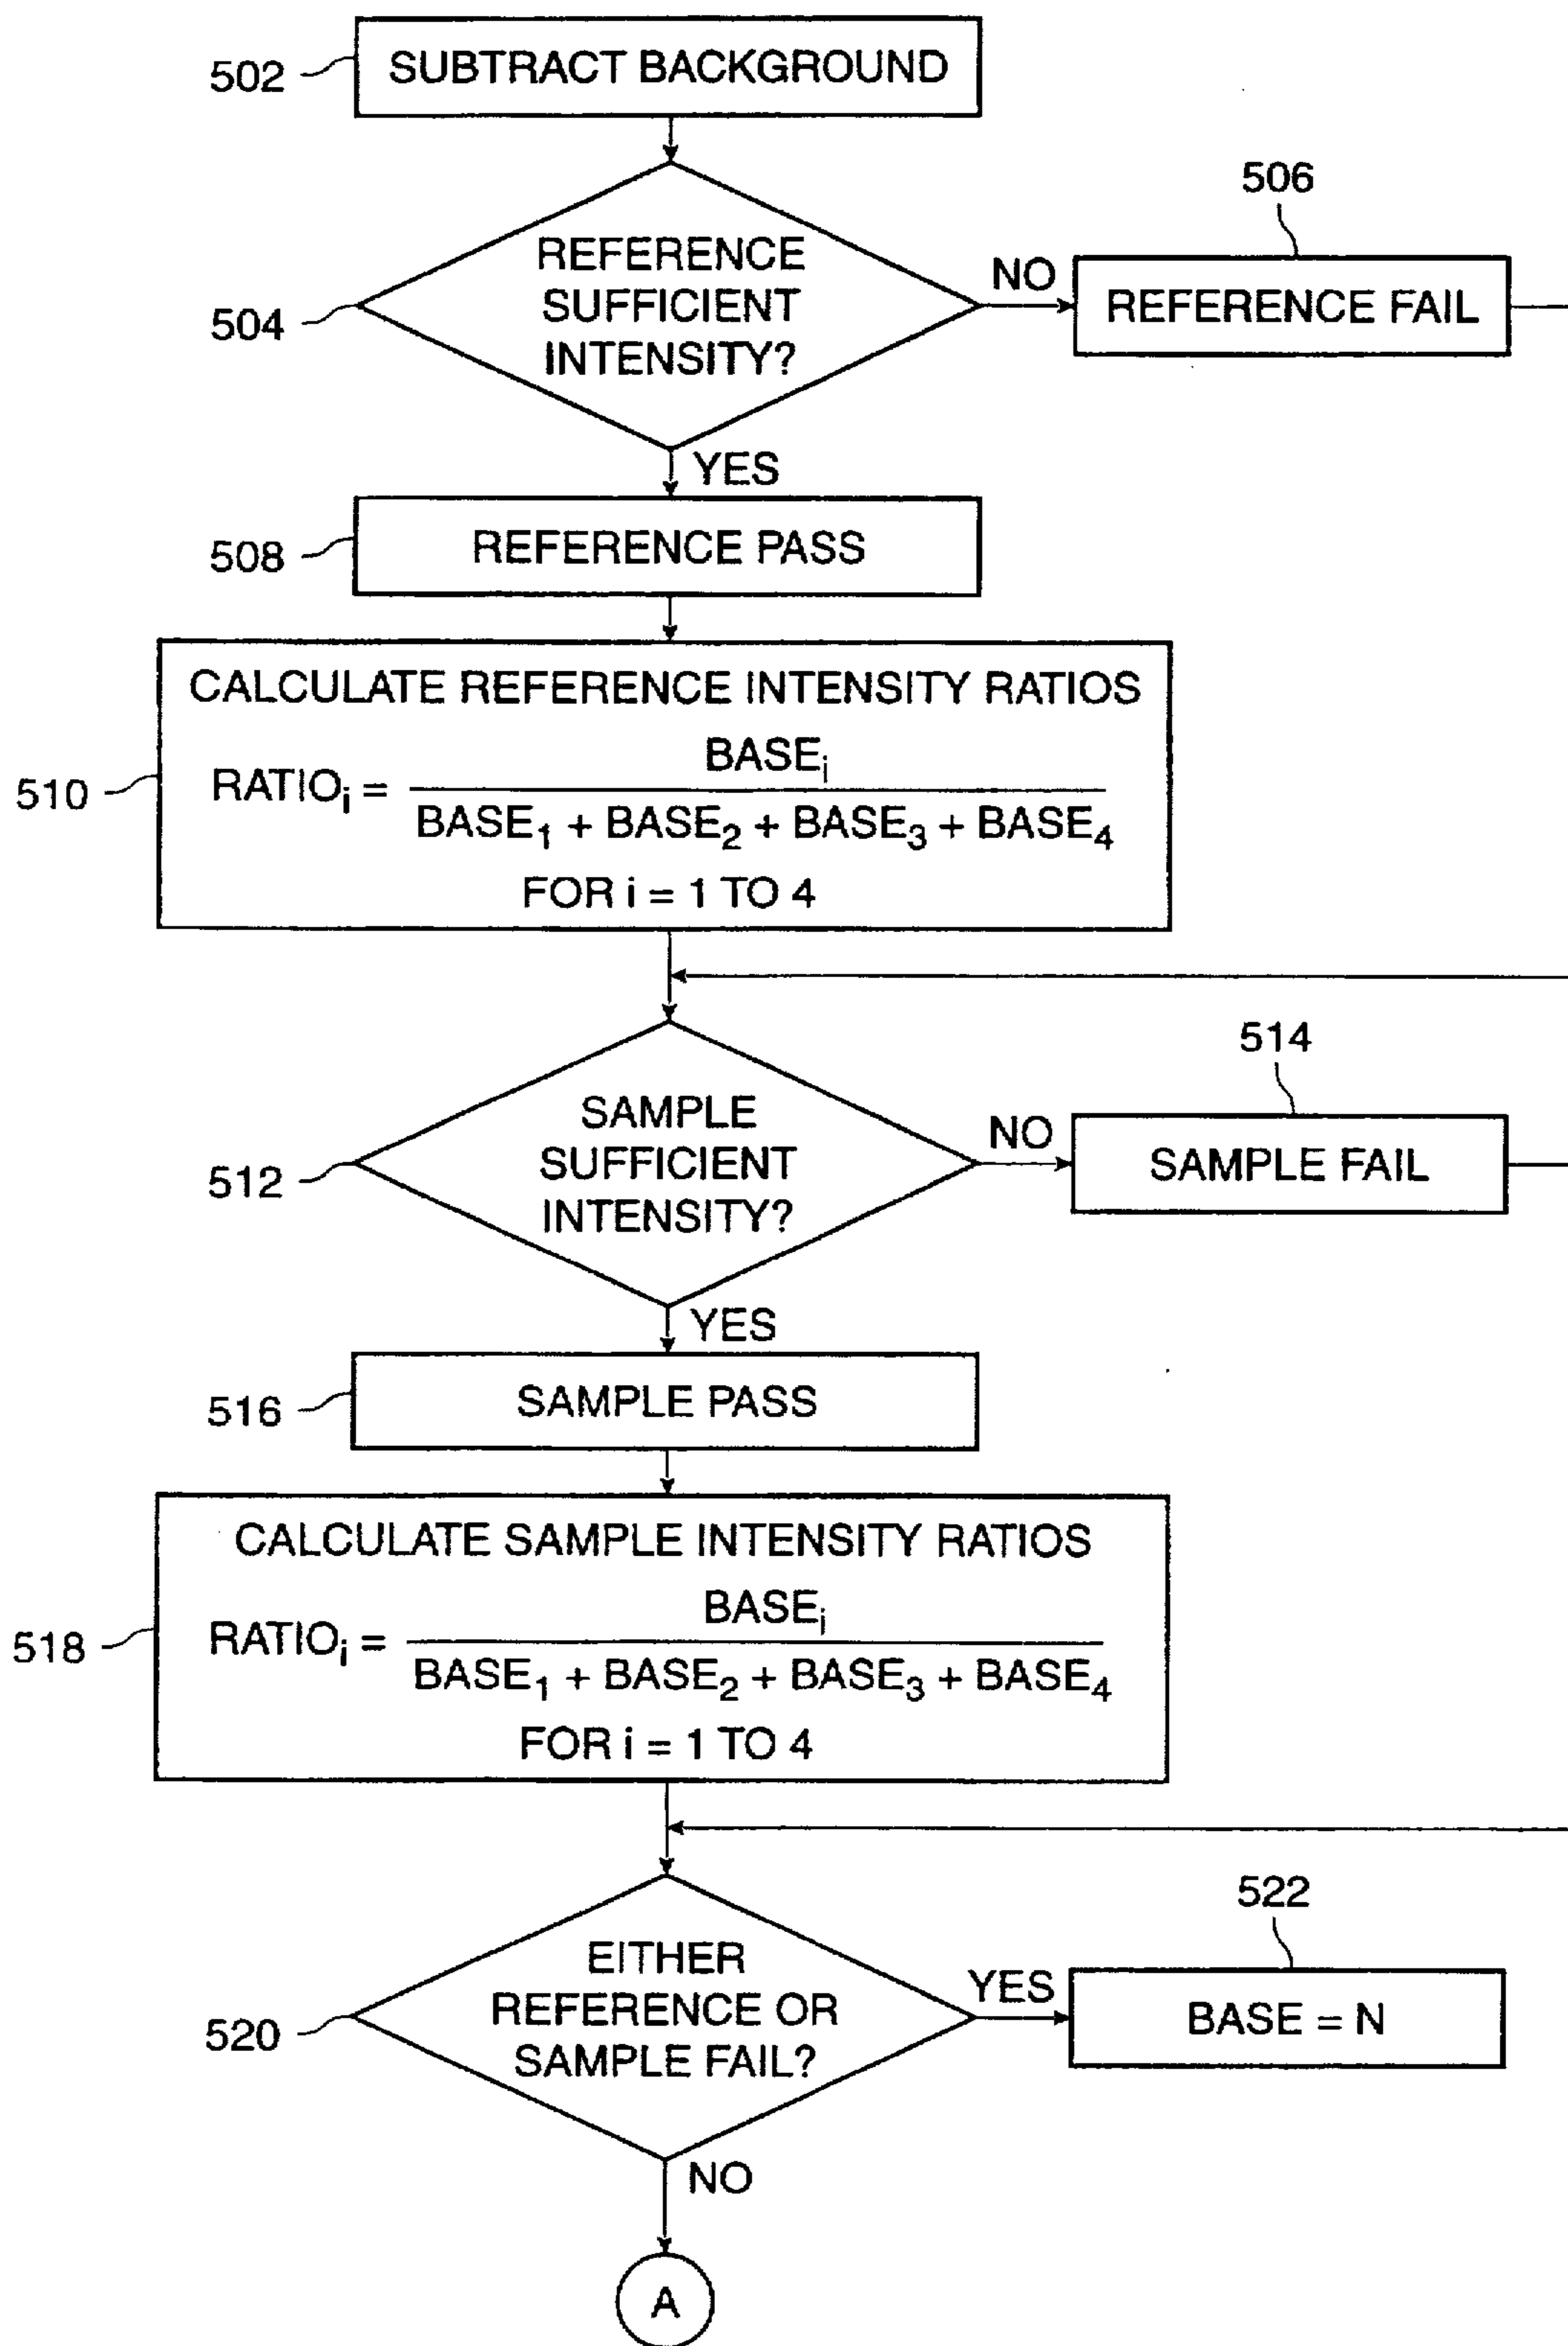 502
SUBTRACT BACKGROUND
506
504
REFERENCE
SUFFICIENT
INTENSITY?
NO
REFERENCE FAIL
YES
508
REFERENCE PASS
510
CALCULATE REFERENCE INTENSITY RATIOS
RATIOi = BASEi
BASE1 + BASE2 + BASE3 + BASE4
FOR i = 1 TO 4
514
512
SAMPLE
SUFFICIENT
INTENSITY?
NO
SAMPLE FAIL
YES
516
SAMPLE PASS
518
CALCULATE SAMPLE INTENSITY RATIOS
RATIOi = BASEi
BASE1 + BASE2 + BASE3 + BASE4
FOR i = 1 TO 4
522
520
EITHER
REFERENCE OR
SAMPLE FAIL?
YES
BASE = N
NO
A